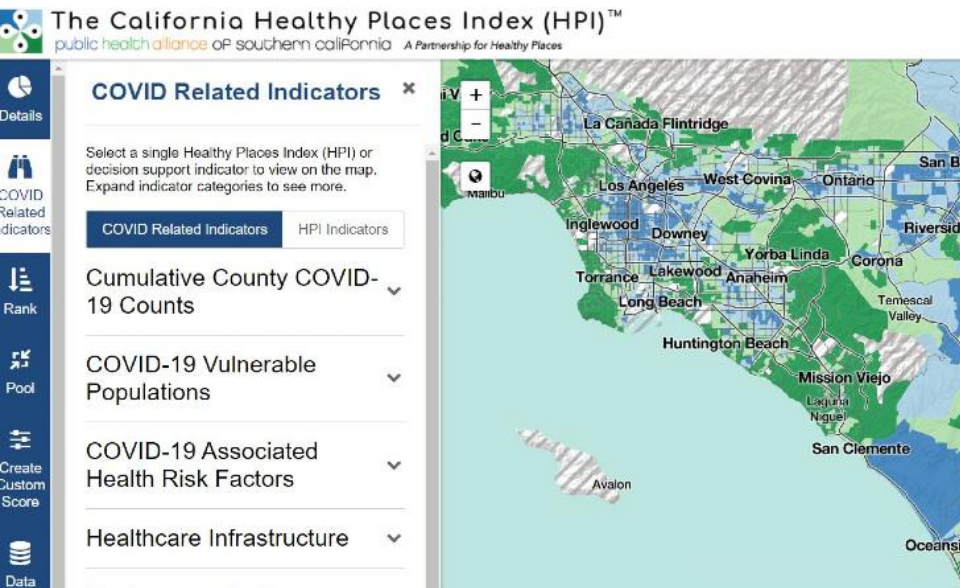 The California Healthy Places Index (HPI)™
public health alliance of southern california A Partnership for Healthy Places
Details
COVID
Related
ndicators
Rank
Pool
Create
Custom
Score
Data
COVID Related Indicators ×
Select a single Healthy Places Index (HPI) or
decision support indicator to view on the map.
Expand indicator categories to see more.
COVID Related Indicators HPI Indicators
Cumulative County COVID-
19 Counts
COVID-19 Vulnerable
Populations
COVID-19 Associated
Health Risk Factors
Healthcare Infrastructure
+
−
La Cañada Flintridge
Malibu
Los Angeles
West Covina
Ontario
San B
Inglewood
Downey
Riversid
Yorba Linda
Corona
Torrance
Lakewood
Anaheim
Long Beach
Temescal
Valley
Huntington Beach
Mission Viejo
Laguna
Niguel
San Clemente
Avalon
Oceansi